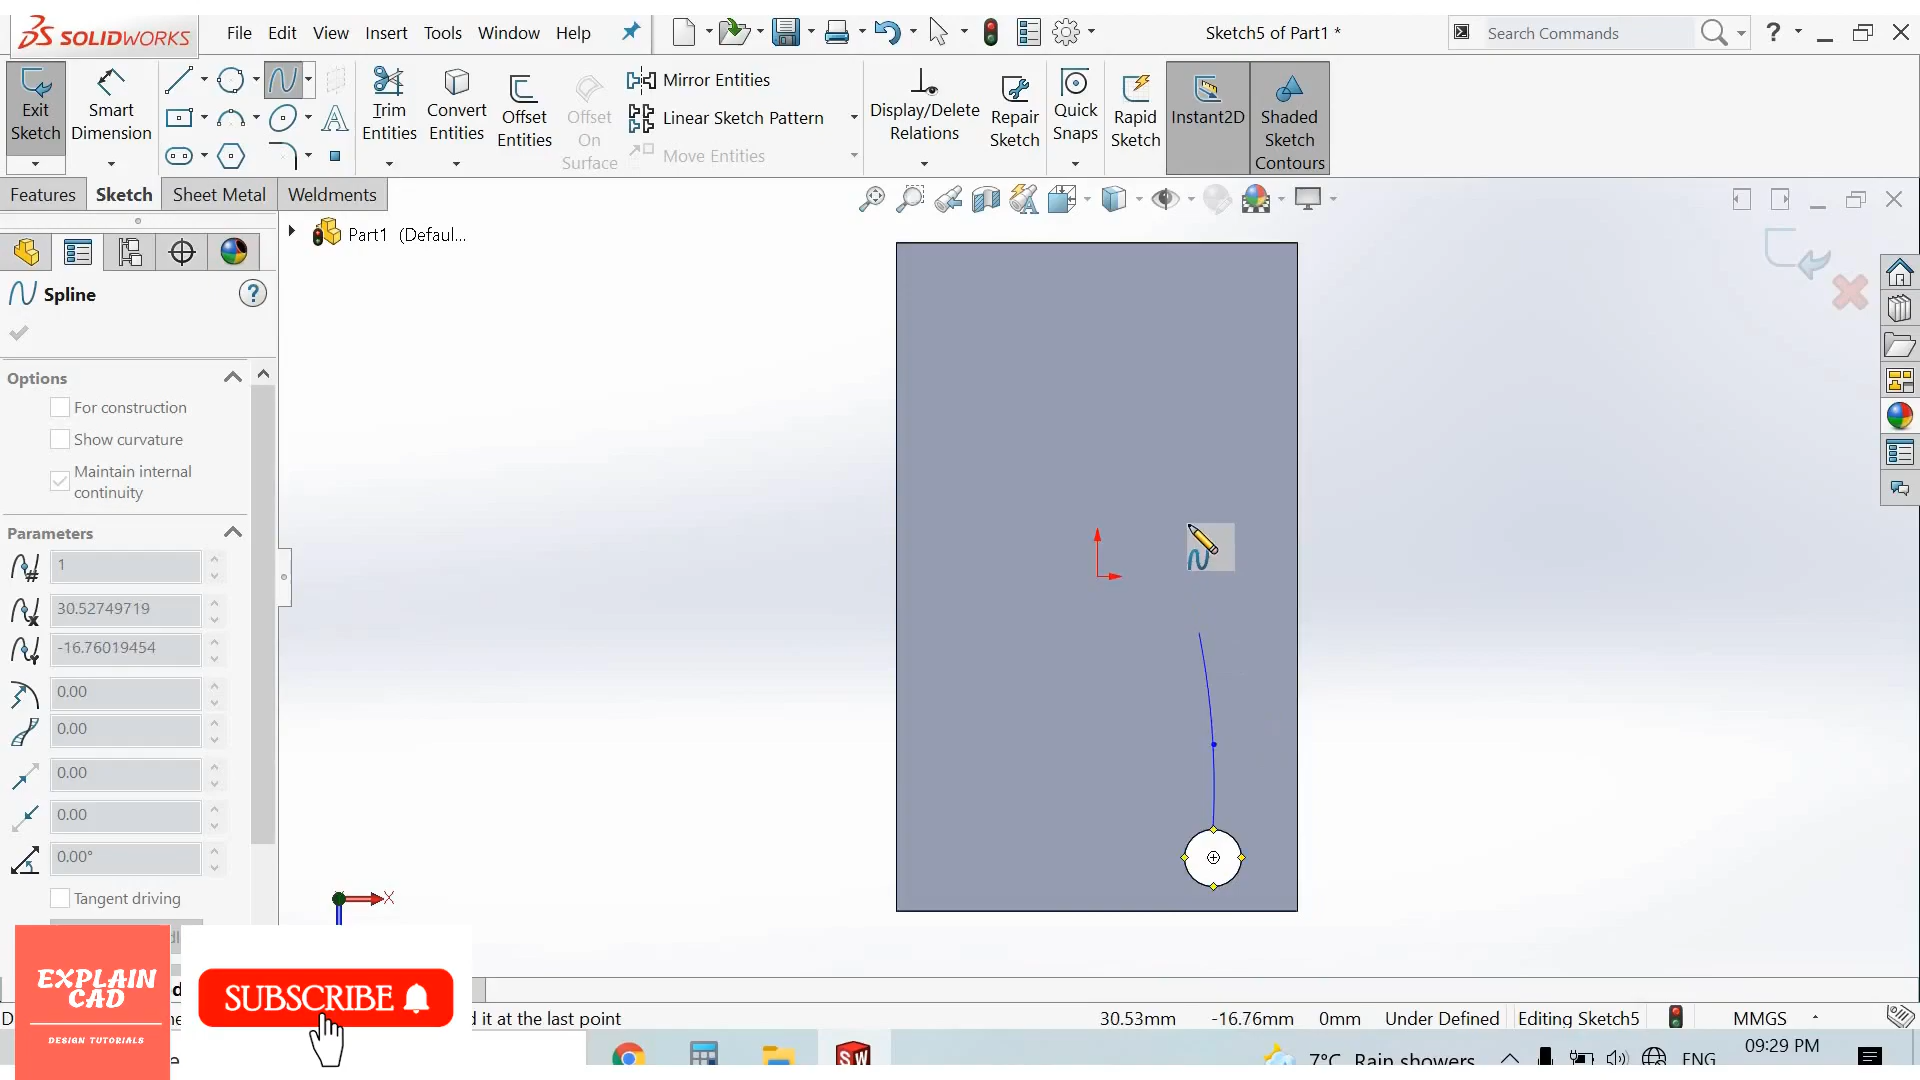 SOLIDWORKS File Edit View Insert Tools Window Help Sketch5 of Part1 * Search Commands ?
Exit Sketch
Smart Dimension
Trim Entities
Convert Entities
Offset Entities
Offset On Surface
Mirror Entities
Linear Sketch Pattern
Move Entities
Display/Delete Relations
Repair Sketch
Quick Snaps
Rapid Sketch
Instant2D
Shaded Sketch Contours
Features Sketch Sheet Metal Weldments
Part1 (Defaul...
Spline ?
Options
For construction
Show curvature
Maintain internal
continuity
Parameters
1
30.52749719
-16.76019454
0.00
0.00
0.00
0.00
0.00°
Tangent driving
X
EXPLAIN
CAD
DESIGN TUTORIALS
SUBSCRIBE
d it at the last point
30.53mm -16.76mm 0mm Under Defined Editing Sketch5 MMGS
SW 7°C Rain showers ENG 09:29 PM